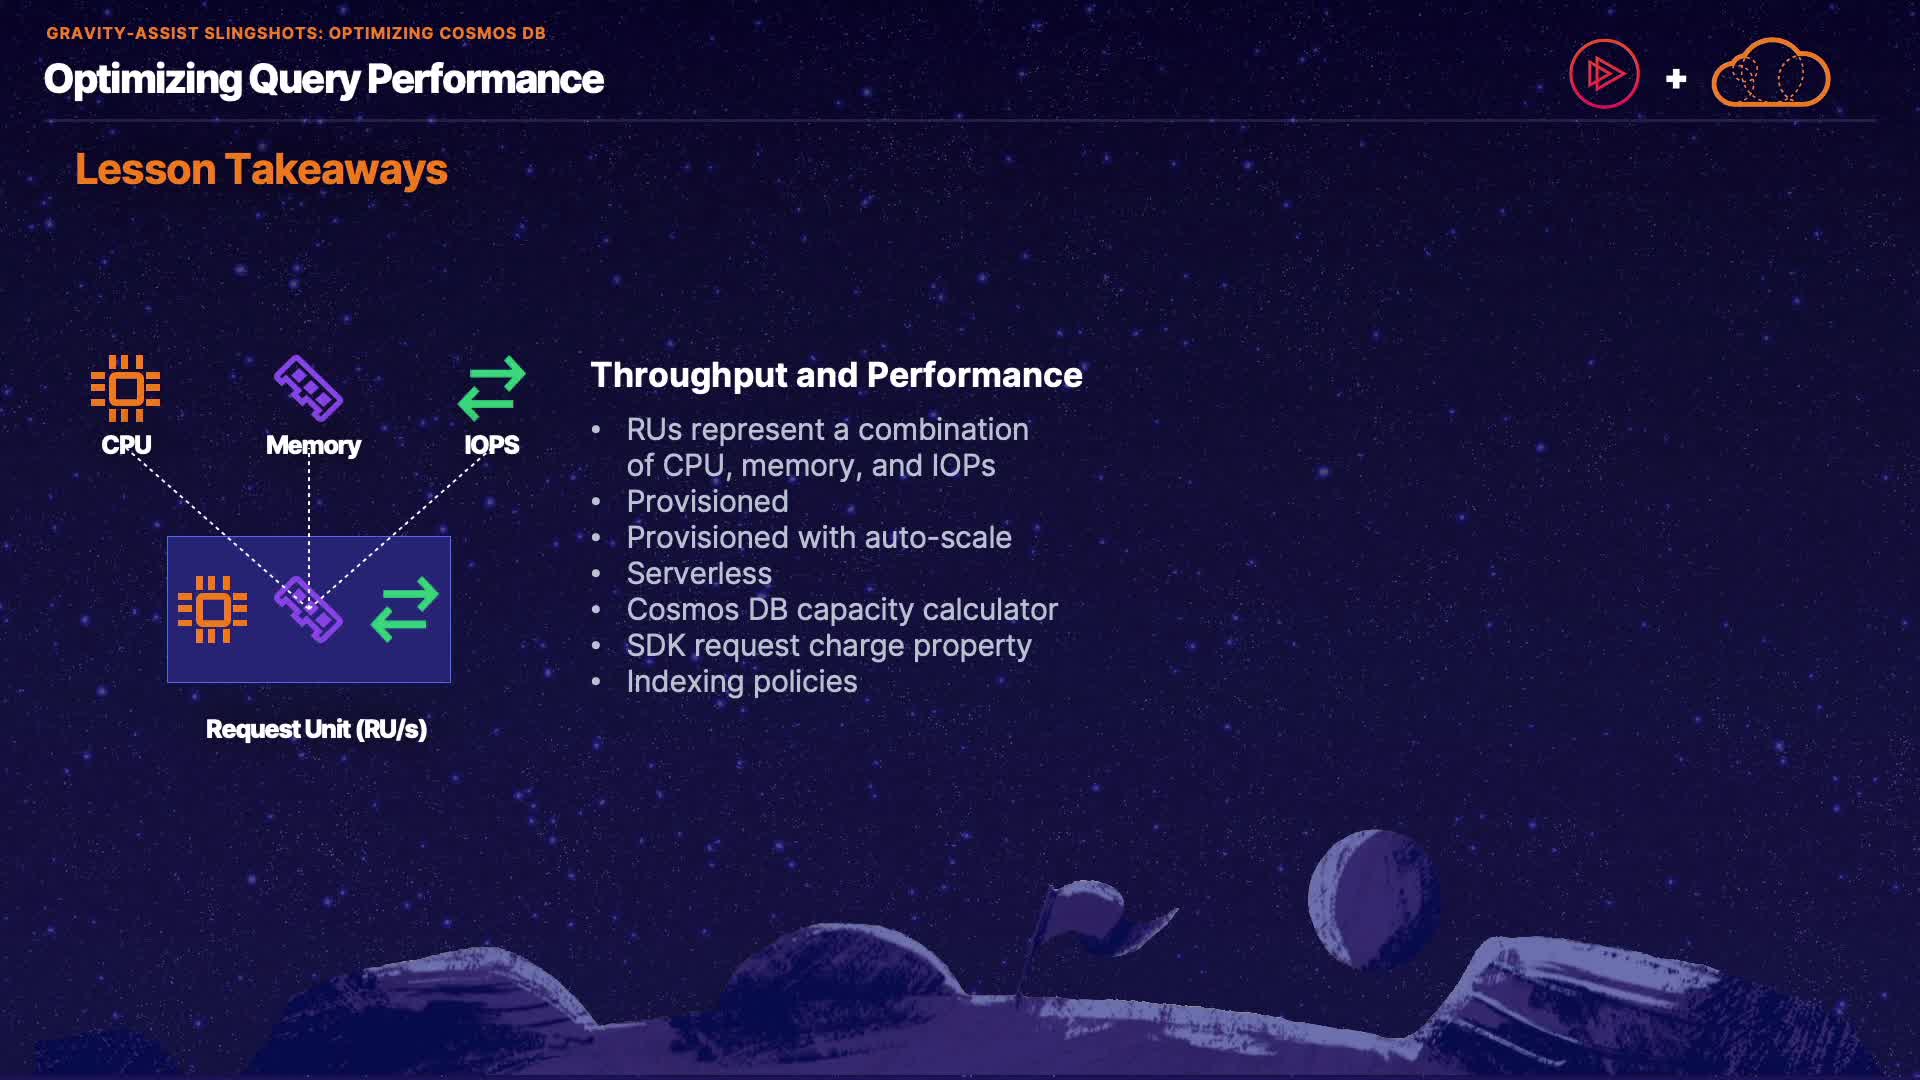 GRAVITY-ASSIST SLINGSHOTS: OPTIMIZING COSMOS DB
Optimizing Query Performance
+
Lesson Takeaways
CPU
Memory
IOPS
Request Unit (RU/s)
Throughput and Performance
• RUs represent a combination
of CPU, memory, and IOPs
• Provisioned
• Provisioned with auto-scale
• Serverless
• Cosmos DB capacity calculator
• SDK request charge property
• Indexing policies